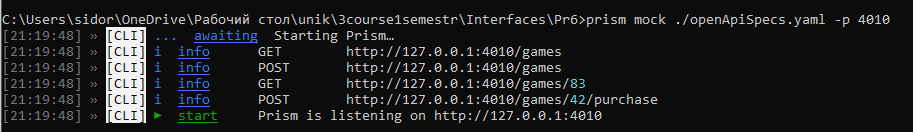 C:\Users\sidor\OneDrive\Рабочий стол\unik\3course1semestr\Interfaces\Pr6>prism mock ./openApiSpecs.yaml -p 4010
[21:19:48] » [CLI] ... awaiting Starting Prism…
[21:19:48] » [CLI] i info GET http://127.0.0.1:4010/games
[21:19:48] » [CLI] i info POST http://127.0.0.1:4010/games
[21:19:48] » [CLI] i info GET http://127.0.0.1:4010/games/83
[21:19:48] » [CLI] i info POST http://127.0.0.1:4010/games/42/purchase
[21:19:48] » [CLI] ► start Prism is listening on http://127.0.0.1:4010